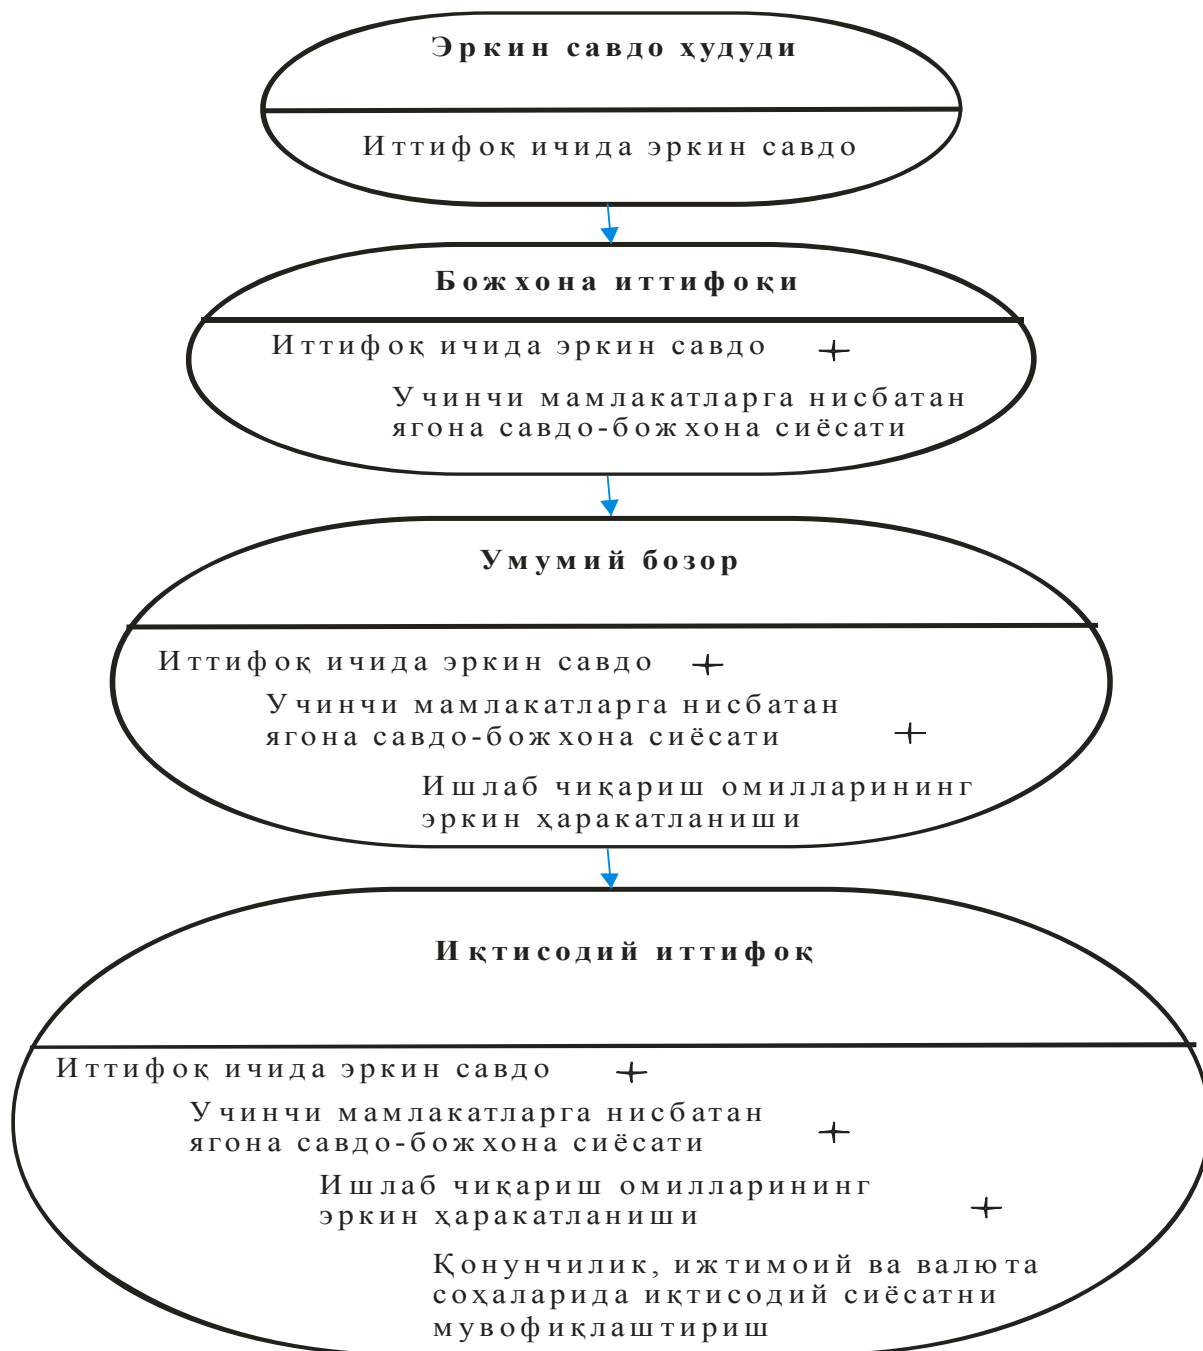 Эркин савдо ҳудуди
Иттифоқ ичида эркин савдо
Божхона иттифоқи
Иттифоқ ичида эркин савдо +
Учинчи мамлакатларга нисбатан
ягона савдо-божхона сиёсати
Умумий бозор
Иттифоқ ичида эркин савдо +
Учинчи мамлакатларга нисбатан
ягона савдо-божхона сиёсати +
Ишлаб чиқариш омилларининг
эркин ҳаракатланиши
Иқтисодий иттифоқ
Иттифоқ ичида эркин савдо +
Учинчи мамлакатларга нисбатан
ягона савдо-божхона сиёсати +
Ишлаб чиқариш омилларининг
эркин ҳаракатланиши +
Қонунчилик, ижтимоий ва валюта
соҳаларида иқтисодий сиёсатни
мувофиқлаштириш